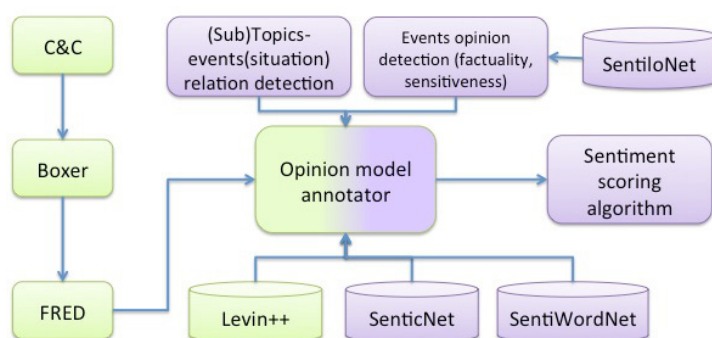 C&C
(Sub)Topics-
events(situation)
relation detection
Events opinion
detection (factuality,
sensitiveness)
SentiloNet
Boxer
Opinion model
annotator
Sentiment
scoring
algorithm
FRED
Levin++
SenticNet
SentiWordNet